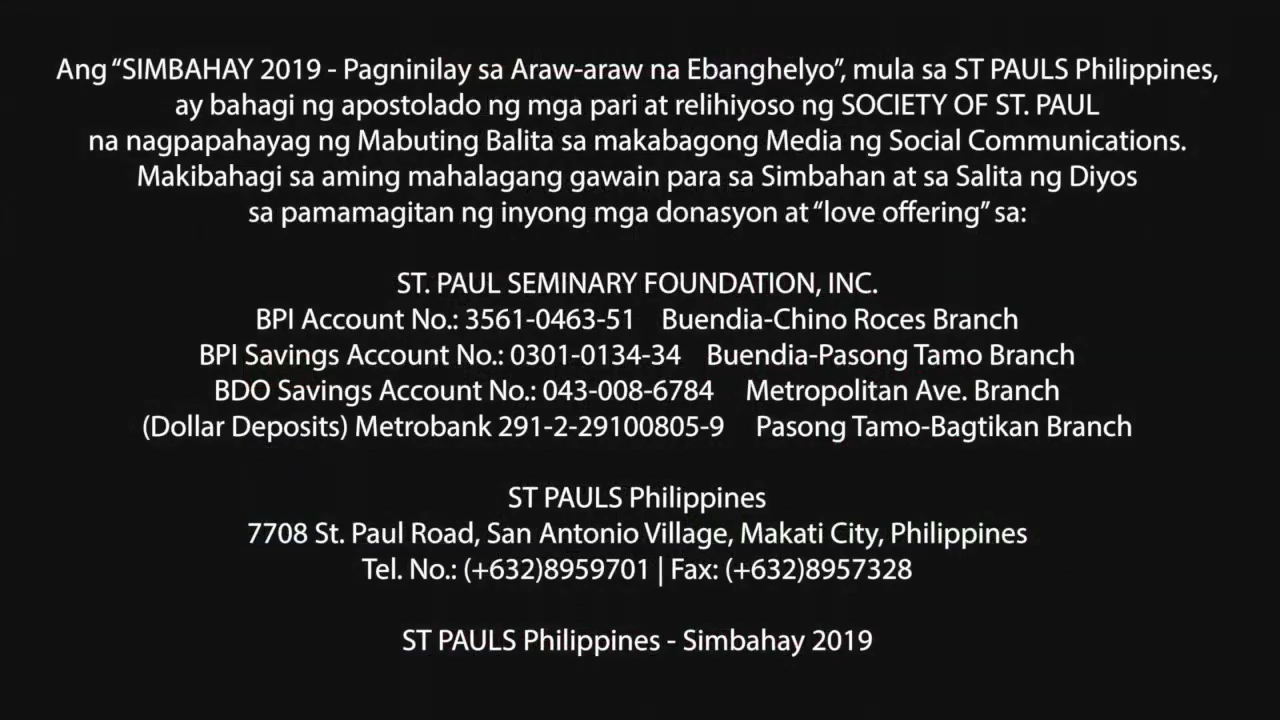 Ang “SIMBAHAY 2019 - Pagninilay sa Araw-araw na Ebanghelyo”, mula sa ST PAULS Philippines,
ay bahagi ng apostolado ng mga pari at relihiyoso ng SOCIETY OF ST. PAUL
na nagpapahayag ng Mabuting Balita sa makabagong Media ng Social Communications.
Makibahagi sa aming mahalagang gawain para sa Simbahan at sa Salita ng Diyos
sa pamamagitan ng inyong mga donasyon at “love offering” sa:
ST. PAUL SEMINARY FOUNDATION, INC.
BPI Account No.: 3561-0463-51 Buendia-Chino Roces Branch
BPI Savings Account No.: 0301-0134-34 Buendia-Pasong Tamo Branch
BDO Savings Account No.: 043-008-6784 Metropolitan Ave. Branch
(Dollar Deposits) Metrobank 291-2-29100805-9 Pasong Tamo-Bagtikan Branch
ST PAULS Philippines
7708 St. Paul Road, San Antonio Village, Makati City, Philippines
Tel. No.: (+632)8959701 | Fax: (+632)8957328
ST PAULS Philippines - Simbahay 2019